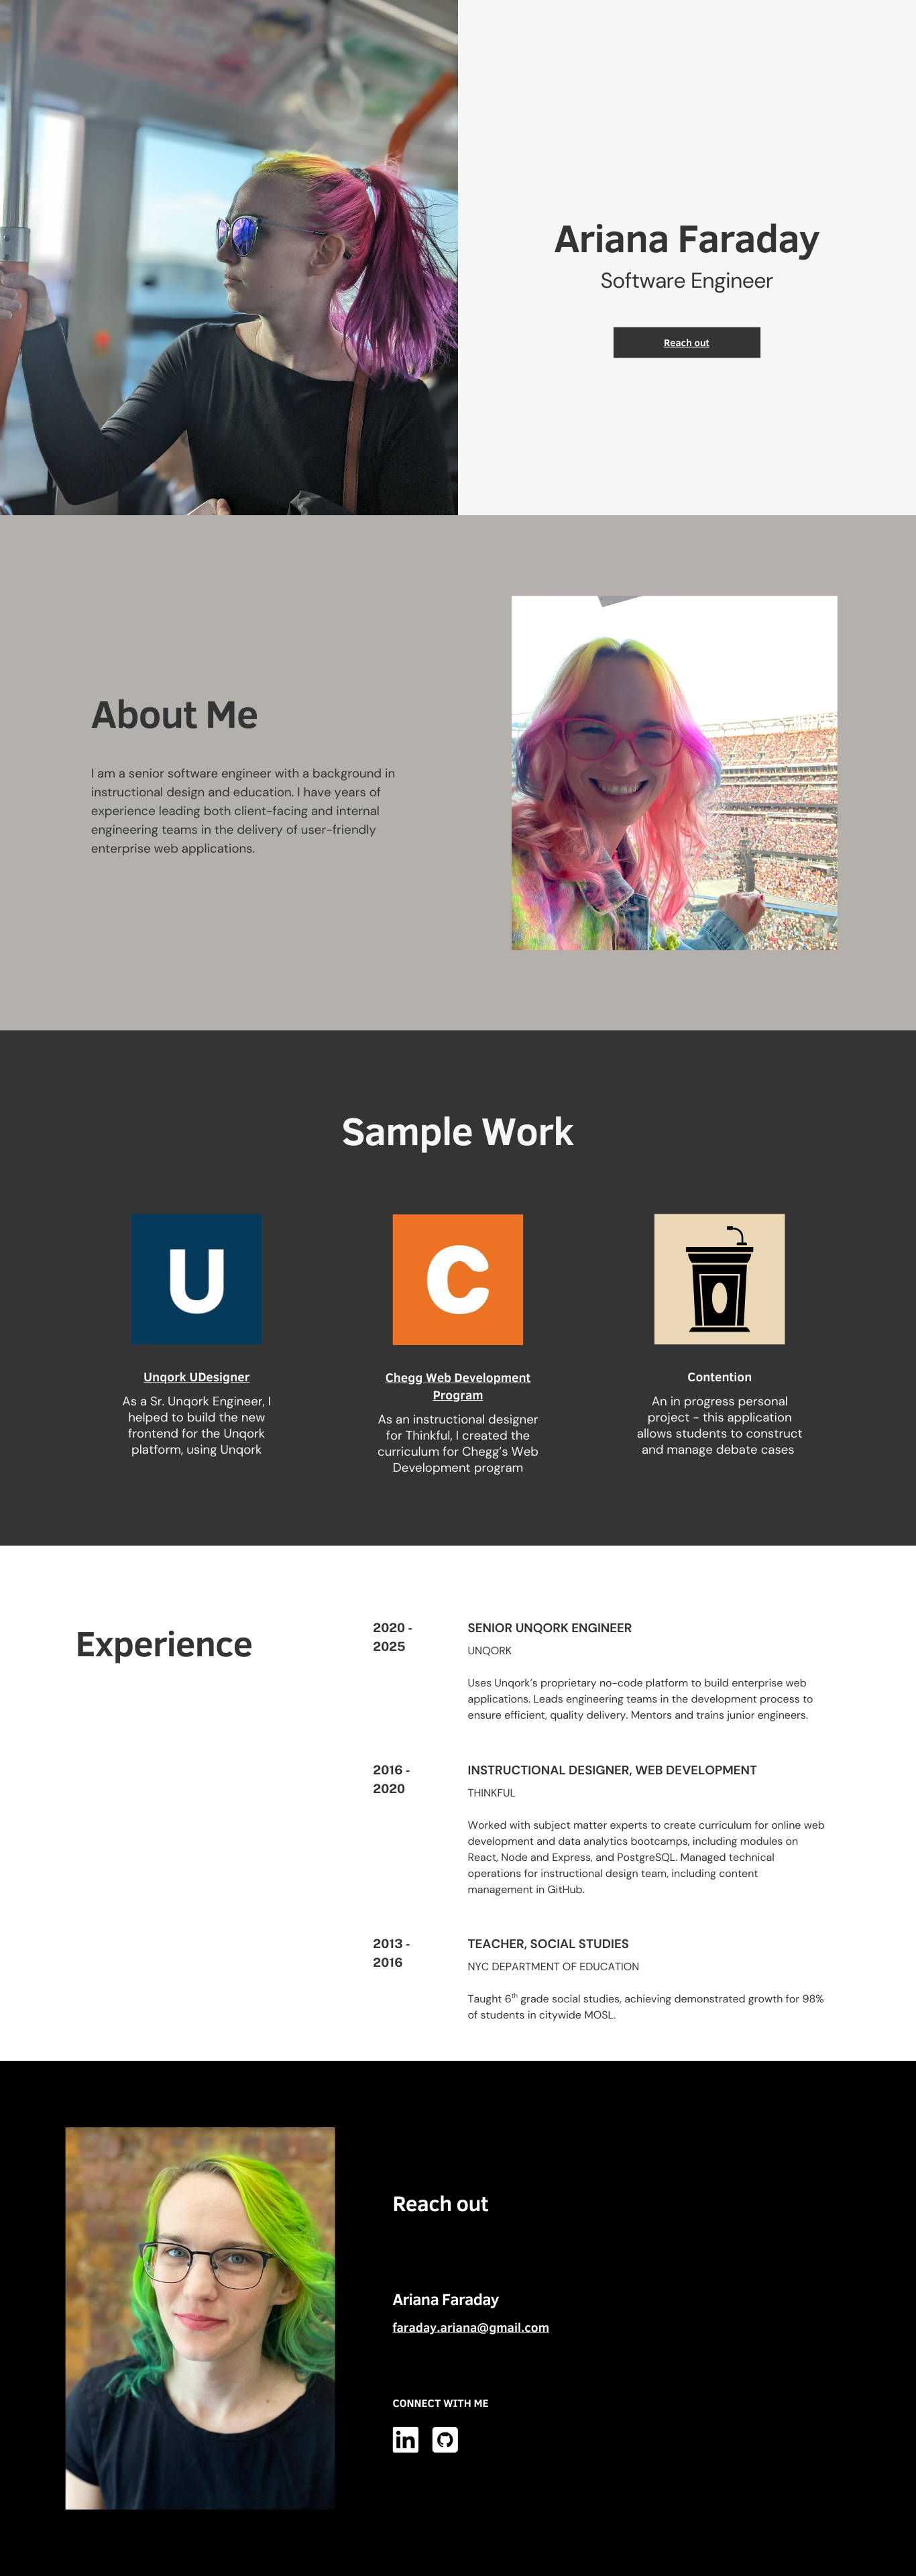 Ariana Faraday
Software Engineer
Reach out
About Me
I am a senior software engineer with a background in
instructional design and education. I have years of
experience leading both client-facing and internal
engineering teams in the delivery of user-friendly
enterprise web applications.
Sample Work
U
Unqork UDesigner
As a Sr. Unqork Engineer, I
helped to build the new
frontend for the Unqork
platform, using Unqork
C
Chegg Web Development
Program
As an instructional designer
for Thinkful, I created the
curriculum for Chegg's Web
Development program
Contention
An in progress personal
project - this application
allows students to construct
and manage debate cases
Experience
2020 -
2025
SENIOR UNQORK ENGINEER
UNQORK
Uses Unqork's proprietary no-code platform to build enterprise web
applications. Leads engineering teams in the development process to
ensure efficient, quality delivery. Mentors and trains junior engineers.
2016 -
2020
INSTRUCTIONAL DESIGNER, WEB DEVELOPMENT
THINKFUL
Worked with subject matter experts to create curriculum for online web
development and data analytics bootcamps, including modules on
React, Node and Express, and PostgreSQL. Managed technical
operations for instructional design team, including content
management in GitHub.
2013 -
2016
TEACHER, SOCIAL STUDIES
NYC DEPARTMENT OF EDUCATION
Taught 6th grade social studies, achieving demonstrated growth for 98%
of students in citywide MOSL.
Reach out
Ariana Faraday
faraday.ariana@gmail.com
CONNECT WITH ME
in